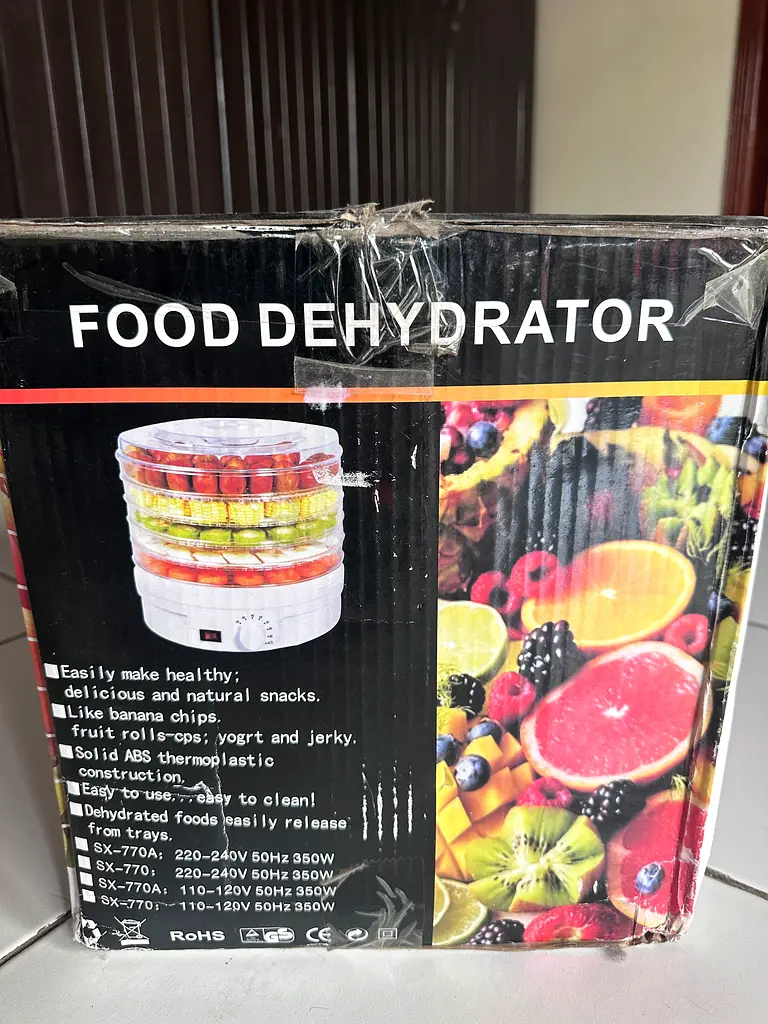 FOOD DEHYDRATOR
Easily make healthy;
delicious and natural snacks.
Like banana chips.
fruit rolls-cps; yogrt and jerky.
Solid ABS thermoplastic
construction.
Easy to use...easy to clean!
Dehydrated foods easily release
from trays.
SX-770A: 220-240V 50Hz 350W
SX-770: 220-240V 50Hz 350W
SX-770A: 110-120V 50Hz 350W
SX-770: 110-120V 50Hz 350W
RoHS GS CE